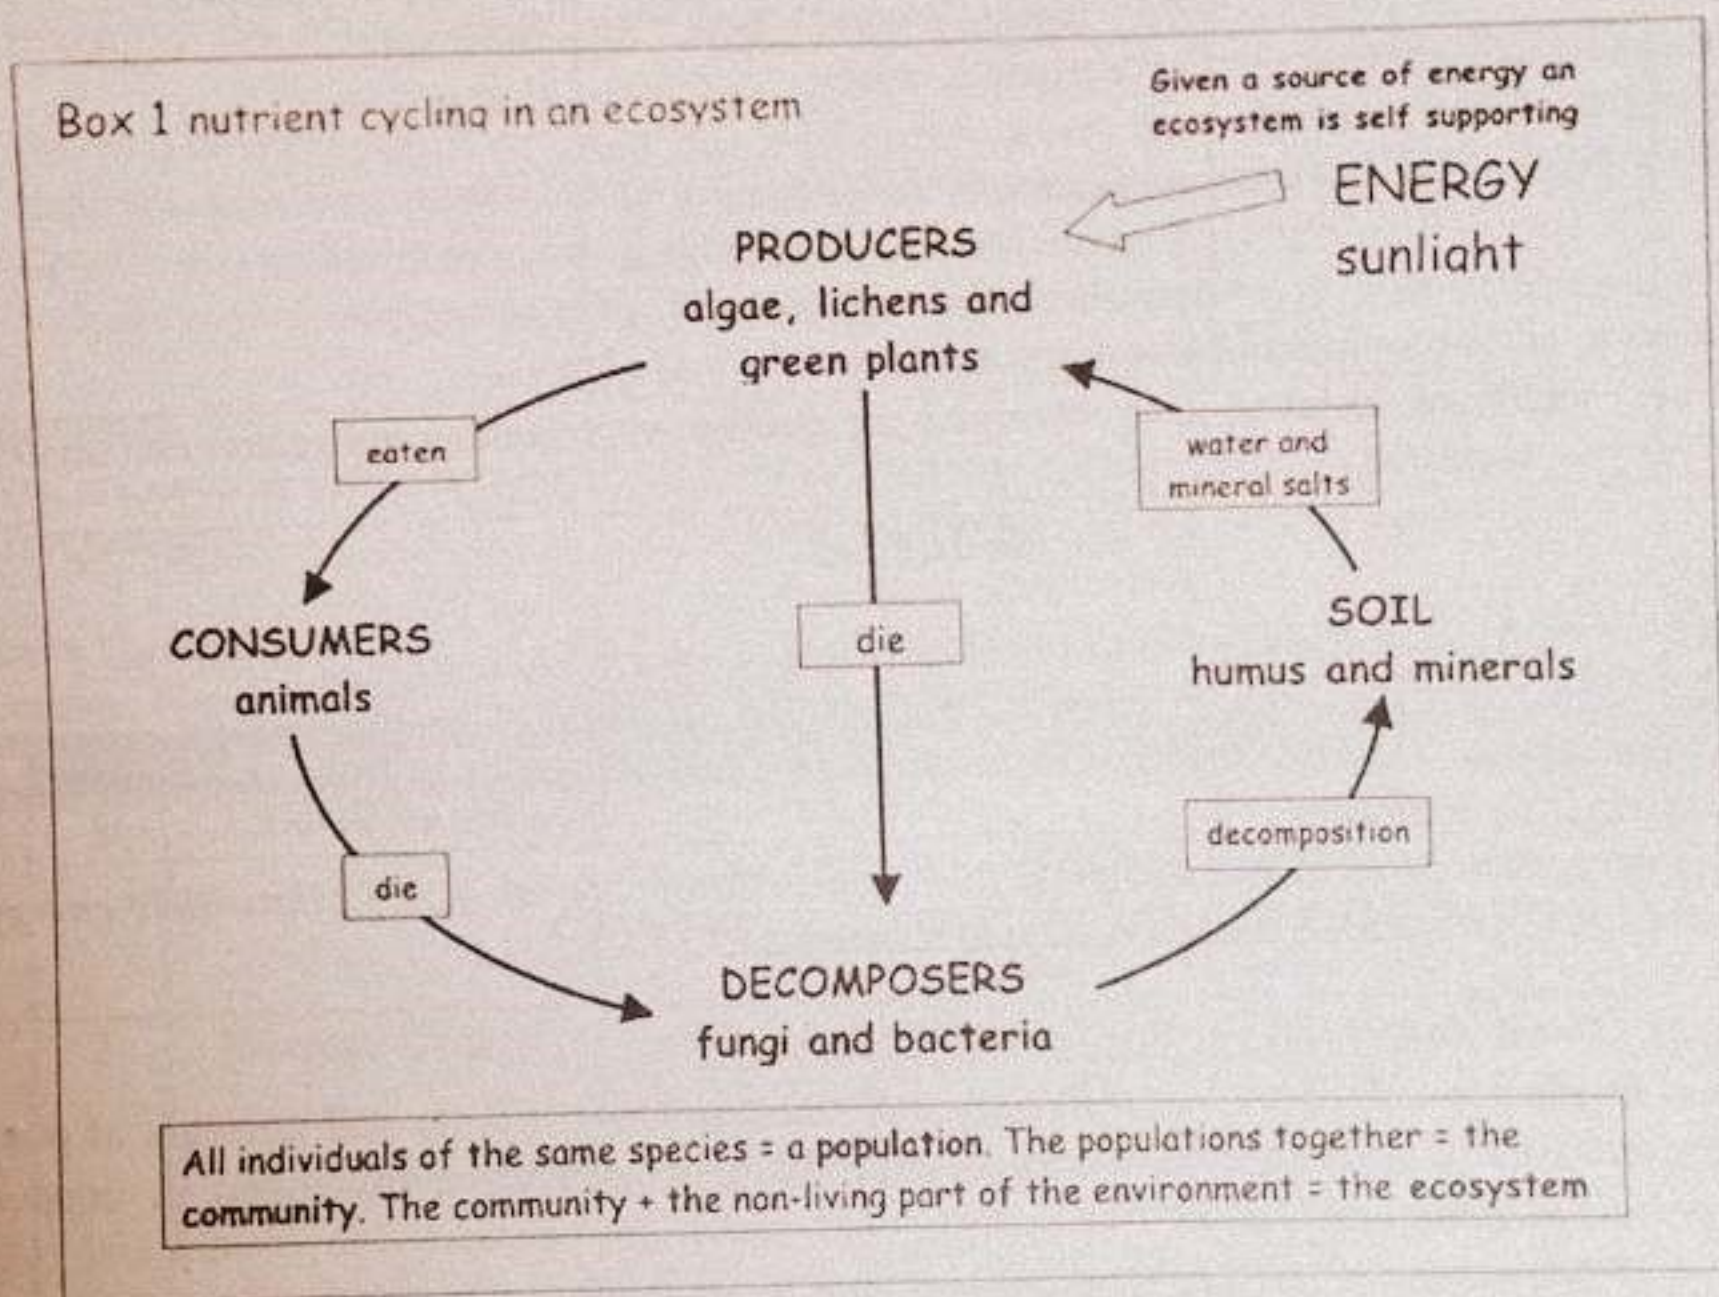 Box 1 nutrient cycling in an ecosystem
Given a source of energy an
ecosystem is self supporting
ENERGY
sunlight
PRODUCERS
algae, lichens and
green plants
eaten
water and
mineral salts
die
CONSUMERS
animals
SOIL
humus and minerals
die
decomposition
DECOMPOSERS
fungi and bacteria
All individuals of the same species = a population. The populations together = the
community. The community + the non-living part of the environment = the ecosystem